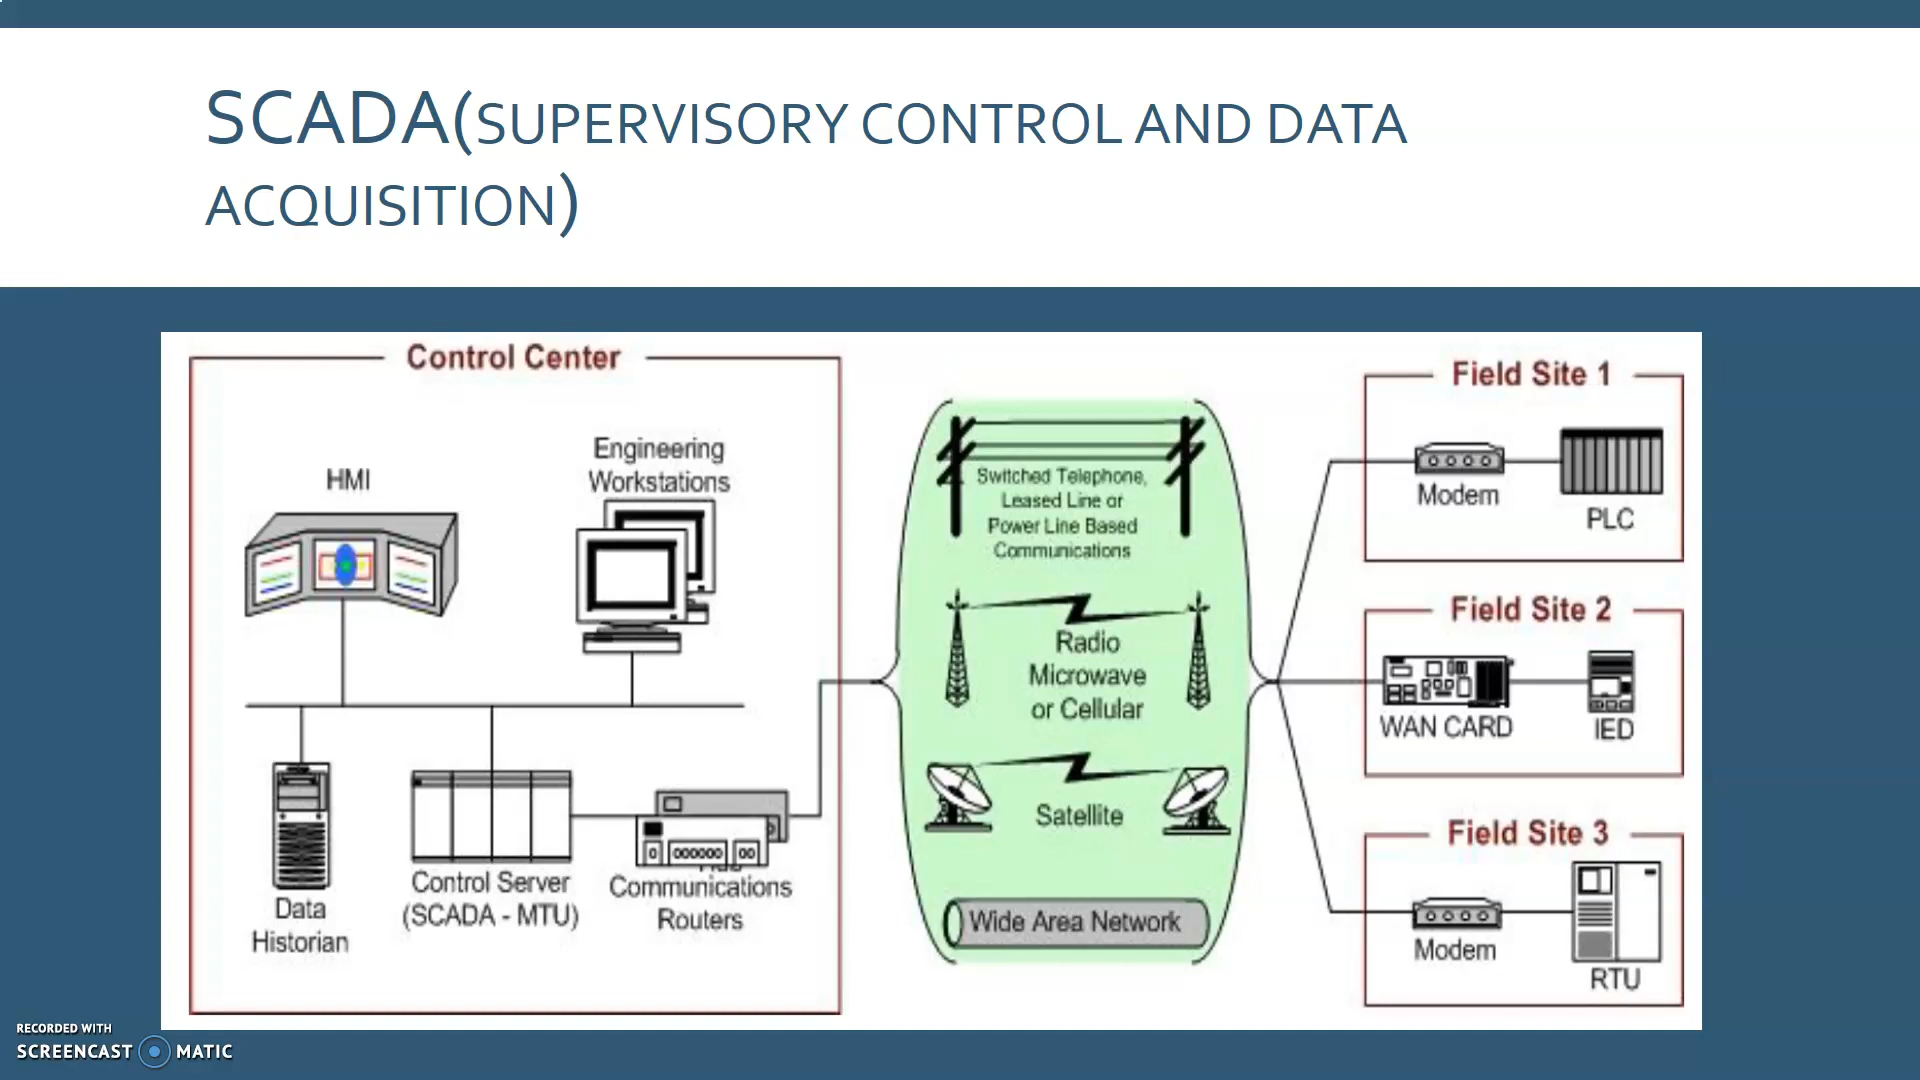 SCADA(SUPERVISORY CONTROL AND DATA
ACQUISITION)
Control Center
HMI
Engineering
Workstations
Data
Historian
Control Server
(SCADA - MTU)
Communications
Routers
Switched Telephone,
Leased Line or
Power Line Based
Communications
Radio
Microwave
or Cellular
Satellite
Wide Area Network
Field Site 1
Modem
PLC
Field Site 2
WAN CARD
IED
Field Site 3
Modem
RTU
RECORDED WITH
SCREENCAST MATIC